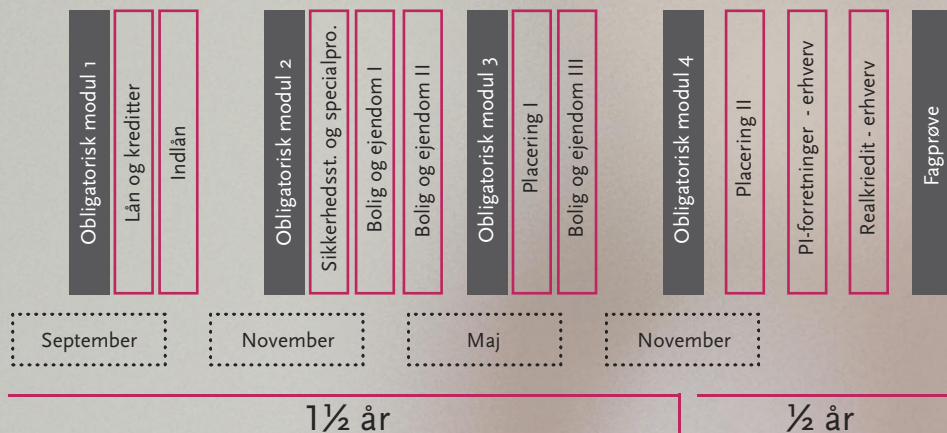 Obligatorisk modul 1
Lån og kreditter
Indlån
Obligatorisk modul 2
Sikkerhedsst. og specialpro.
Bolig og ejendom I
Bolig og ejendom II
Obligatorisk modul 3
Placering I
Bolig og ejendom III
Obligatorisk modul 4
Placering II
PI-forretninger - erhverv
Realkriedit - erhverv
Fagprøve
September
November
Maj
November
1½ år
½ år